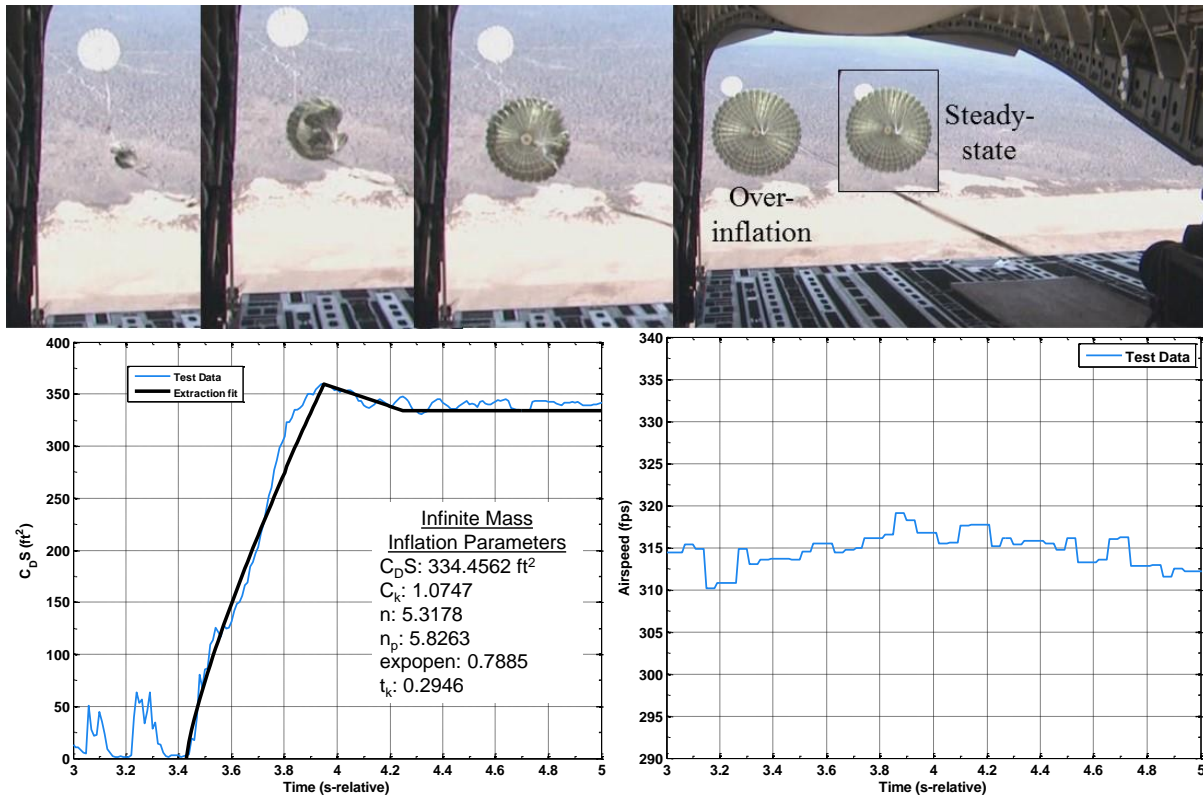 Steady-
state
Over-
inflation
400
350
300
250
200
150
100
50
0
C_DS (ft²)
Test Data
Extraction fit
Infinite Mass
Inflation Parameters
C_DS: 334.4562 ft²
C_k: 1.0747
n: 5.3178
n_p: 5.8263
expopen: 0.7885
t_k: 0.2946
3 3.2 3.4 3.6 3.8 4 4.2 4.4 4.6 4.8 5
Time (s-relative)
340
335
330
325
320
315
310
305
300
295
290
Airspeed (fps)
Test Data
3 3.2 3.4 3.6 3.8 4 4.2 4.4 4.6 4.8 5
Time (s-relative)